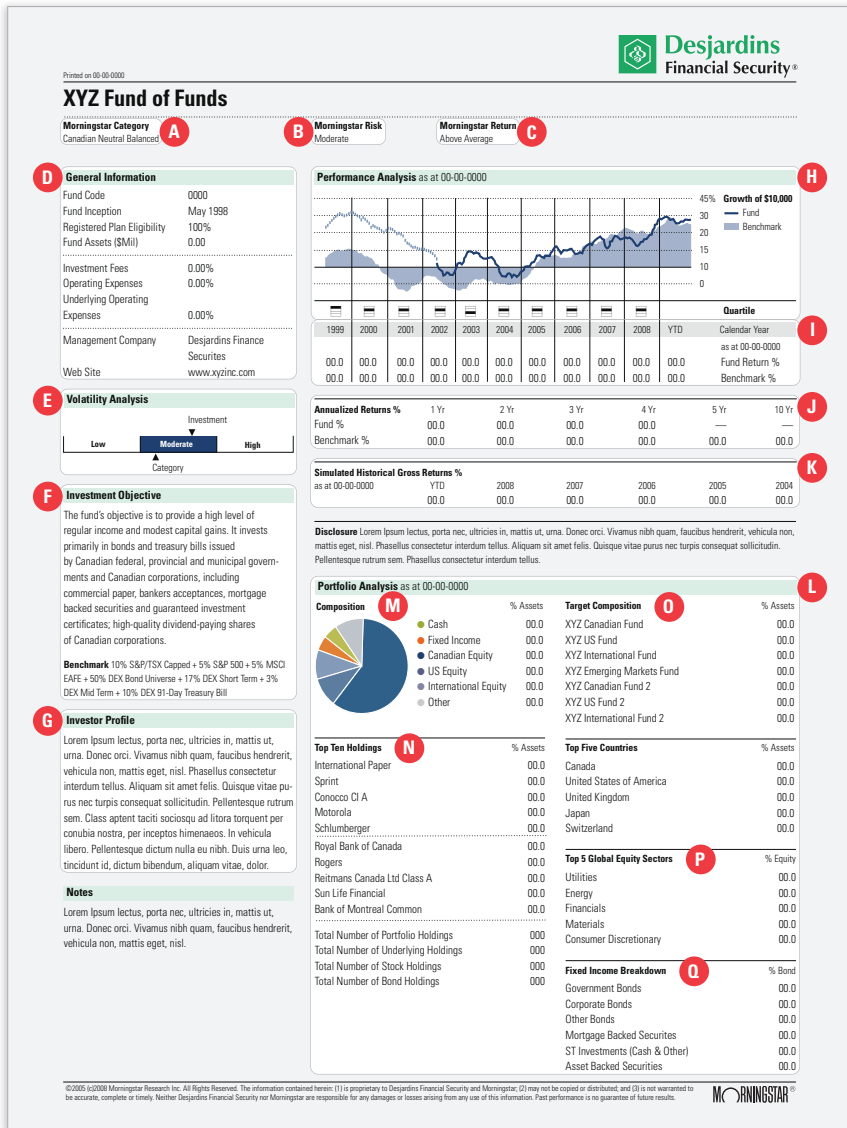 Desjardins
Financial Security®
Printed on 00-00-0000
XYZ Fund of Funds
Morningstar Category
Canadian Neutral Balanced
A
B
Morningstar Risk
Moderate
Morningstar Return
Above Average
C
D
General Information
Fund Code 0000
Fund Inception May 1998
Registered Plan Eligibility 100%
Fund Assets ($Mil) 0.00
Investment Fees 0.00%
Operating Expenses 0.00%
Underlying Operating
Expenses 0.00%
Management Company Desjardins Finance
Securites
Web Site www.xyzinc.com
E
Volatility Analysis
Investment
Low Moderate High
Category
F
Investment Objective
The fund's objective is to provide a high level of
regular income and modest capital gains. It invests
primarily in bonds and treasury bills issued
by Canadian federal, provincial and municipal govern-
ments and Canadian corporations, including
commercial paper, bankers acceptances, mortgage
backed securities and guaranteed investment
certificates; high-quality dividend-paying shares
of Canadian corporations.
Benchmark 10% S&P/TSX Capped + 5% S&P 500 + 5% MSCI
EAFE + 50% DEX Bond Universe + 17% DEX Short Term + 3%
DEX Mid Term + 10% DEX 91-Day Treasury Bill
G
Investor Profile
Lorem Ipsum lectus, porta nec, ultricies in, mattis ut,
urna. Donec orci. Vivamus nibh quam, faucibus hendrerit,
vehicula non, mattis eget, nisl. Phasellus consectetur
interdum tellus. Aliquam sit amet felis. Quisque vitae pu-
rus nec turpis consequat sollicitudin. Pellentesque rutrum
sem. Class aptent taciti sociosqu ad litora torquent per
conubia nostra, per inceptos himenaeos. In vehicula
libero. Pellentesque dictum nulla eu nibh. Duis urna leo,
tincidunt id, dictum bibendum, aliquam vitae, dolor.
Notes
Lorem Ipsum lectus, porta nec, ultricies in, mattis ut,
urna. Donec orci. Vivamus nibh quam, faucibus hendrerit,
vehicula non, mattis eget, nisl.
Performance Analysis as at 00-00-0000
H
45% Growth of $10,000
30 Fund
20 Benchmark
15
10
0
Quartile
1999 2000 2001 2002 2003 2004 2005 2006 2007 2008 YTD Calendar Year
I
as at 00-00-0000
00.0 00.0 00.0 00.0 00.0 00.0 00.0 00.0 00.0 00.0 00.0 Fund Return %
00.0 00.0 00.0 00.0 00.0 00.0 00.0 00.0 00.0 00.0 00.0 Benchmark %
Annualized Returns % 1 Yr 2 Yr 3 Yr 4 Yr 5 Yr 10 Yr
J
Fund % 00.0 00.0 00.0 00.0 — —
Benchmark % 00.0 00.0 00.0 00.0 00.0 00.0
Simulated Historical Gross Returns %
K
as at 00-00-0000 YTD 2008 2007 2006 2005 2004
00.0 00.0 00.0 00.0 00.0 00.0
Disclosure Lorem Ipsum lectus, porta nec, ultricies in, mattis ut, urna. Donec orci. Vivamus nibh quam, faucibus hendrerit, vehicula non,
mattis eget, nisl. Phasellus consectetur interdum tellus. Aliquam sit amet felis. Quisque vitae purus nec turpis consequat sollicitudin.
Pellentesque rutrum sem. Phasellus consectetur interdum tellus.
Portfolio Analysis as at 00-00-0000
L
Composition M % Assets
Cash 00.0
Fixed Income 00.0
Canadian Equity 00.0
US Equity 00.0
International Equity 00.0
Other 00.0
Target Composition O % Assets
XYZ Canadian Fund 00.0
XYZ US Fund 00.0
XYZ International Fund 00.0
XYZ Emerging Markets Fund 00.0
XYZ Canadian Fund 2 00.0
XYZ US Fund 2 00.0
XYZ International Fund 2 00.0
Top Ten Holdings N % Assets
International Paper 00.0
Sprint 00.0
Conocco Cl A 00.0
Motorola 00.0
Schlumberger 00.0
Royal Bank of Canada 00.0
Rogers 00.0
Reitmans Canada Ltd Class A 00.0
Sun Life Financial 00.0
Bank of Montreal Common 00.0
Total Number of Portfolio Holdings 000
Total Number of Underlying Holdings 000
Total Number of Stock Holdings 000
Total Number of Bond Holdings 000
Top Five Countries % Assets
Canada 00.0
United States of America 00.0
United Kingdom 00.0
Japan 00.0
Switzerland 00.0
Top 5 Global Equity Sectors P % Equity
Utilities 00.0
Energy 00.0
Financials 00.0
Materials 00.0
Consumer Discretionary 00.0
Fixed Income Breakdown Q % Bond
Government Bonds 00.0
Corporate Bonds 00.0
Other Bonds 00.0
Mortgage Backed Securites 00.0
ST Investments (Cash & Other) 00.0
Asset Backed Securities 00.0
©2005 (c)2008 Morningstar Research Inc. All Rights Reserved. The information contained herein: (1) is proprietary to Desjardins Financial Security and Morningstar; (2) may not be copied or distributed; and (3) is not warranted to
be accurate, complete or timely. Neither Desjardins Financial Security nor Morningstar are responsible for any damages or losses arising from any use of this information. Past performance is no guarantee of future results.
MORNINGSTAR®